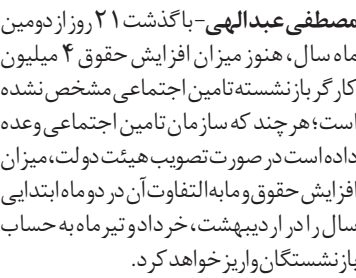 مصطفی عبدالهی- با گذشت ۲۱ روز از دومین
ماه سال، هنوز میزان افزایش حقوق ۴ میلیون
کارگر بازنشسته تامین اجتماعی مشخص نشده
است؛ هر چند که سازمان تامین اجتماعی وعده
داده است در صورت تصویب هیئت دولت، میزان
افزایش حقوق و مابه التفاوت آن در دو ماه ابتدایی
سال را در اردیبهشت، خرداد و تیر ماه به حساب
بازنشستگان واریز خواهد کرد.